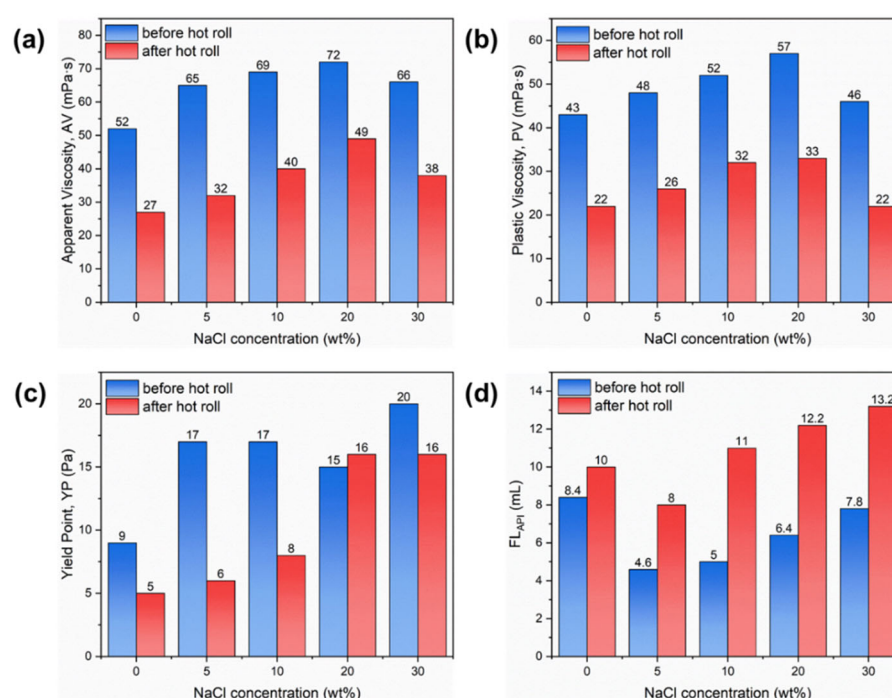 (a)
before hot roll
after hot roll
Apparent Viscosity, AV (mPa·s)
80
70
60
50
40
30
20
10
0
52
27
65
32
69
40
72
49
66
38
0 5 10 20 30
NaCl concentration (wt%)
(b)
before hot roll
after hot roll
Plastic Viscosity, PV (mPa·s)
60
50
40
30
20
10
0
43
22
48
26
52
32
57
33
46
22
0 5 10 20 30
NaCl concentration (wt%)
(c)
before hot roll
after hot roll
Yield Point, YP (Pa)
20
15
10
5
0
9
5
17
6
17
8
15
16
20
16
0 5 10 20 30
NaCl concentration (wt%)
(d)
before hot roll
after hot roll
FLAPI (mL)
14
12
10
8
6
4
2
0
8.4
10
4.6
8
5
11
6.4
12.2
7.8
13.2
0 5 10 20 30
NaCl concentration (wt%)